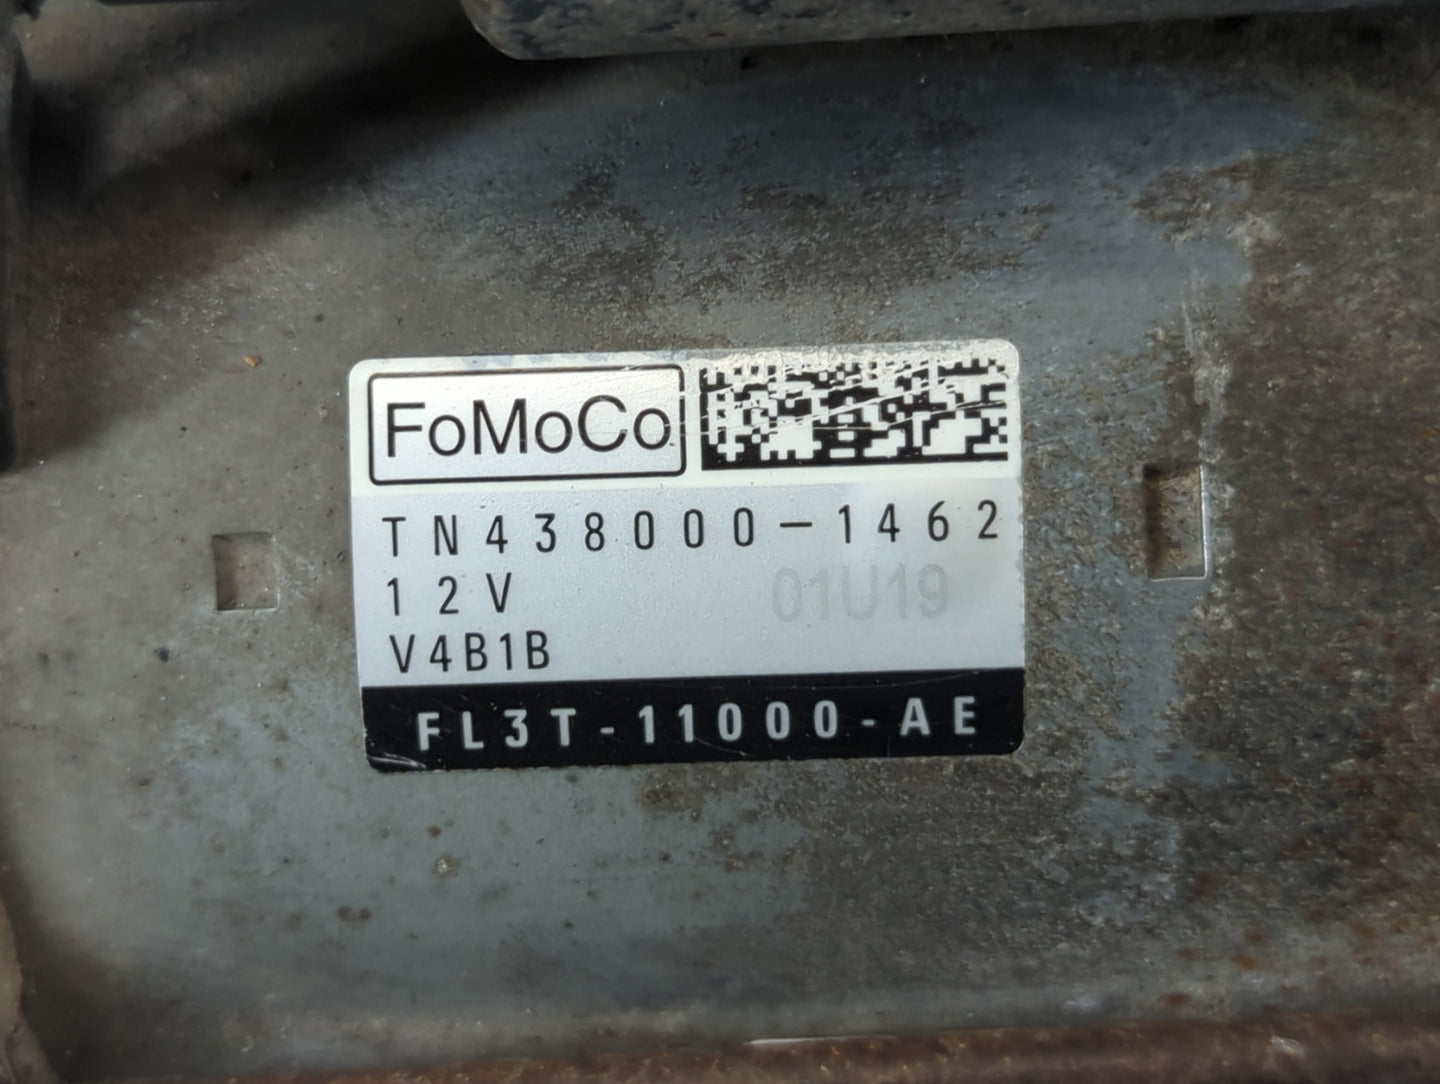 FoMoCo
TN438000-1462
12V 01U19
V4B1B
FL3T-11000-AE